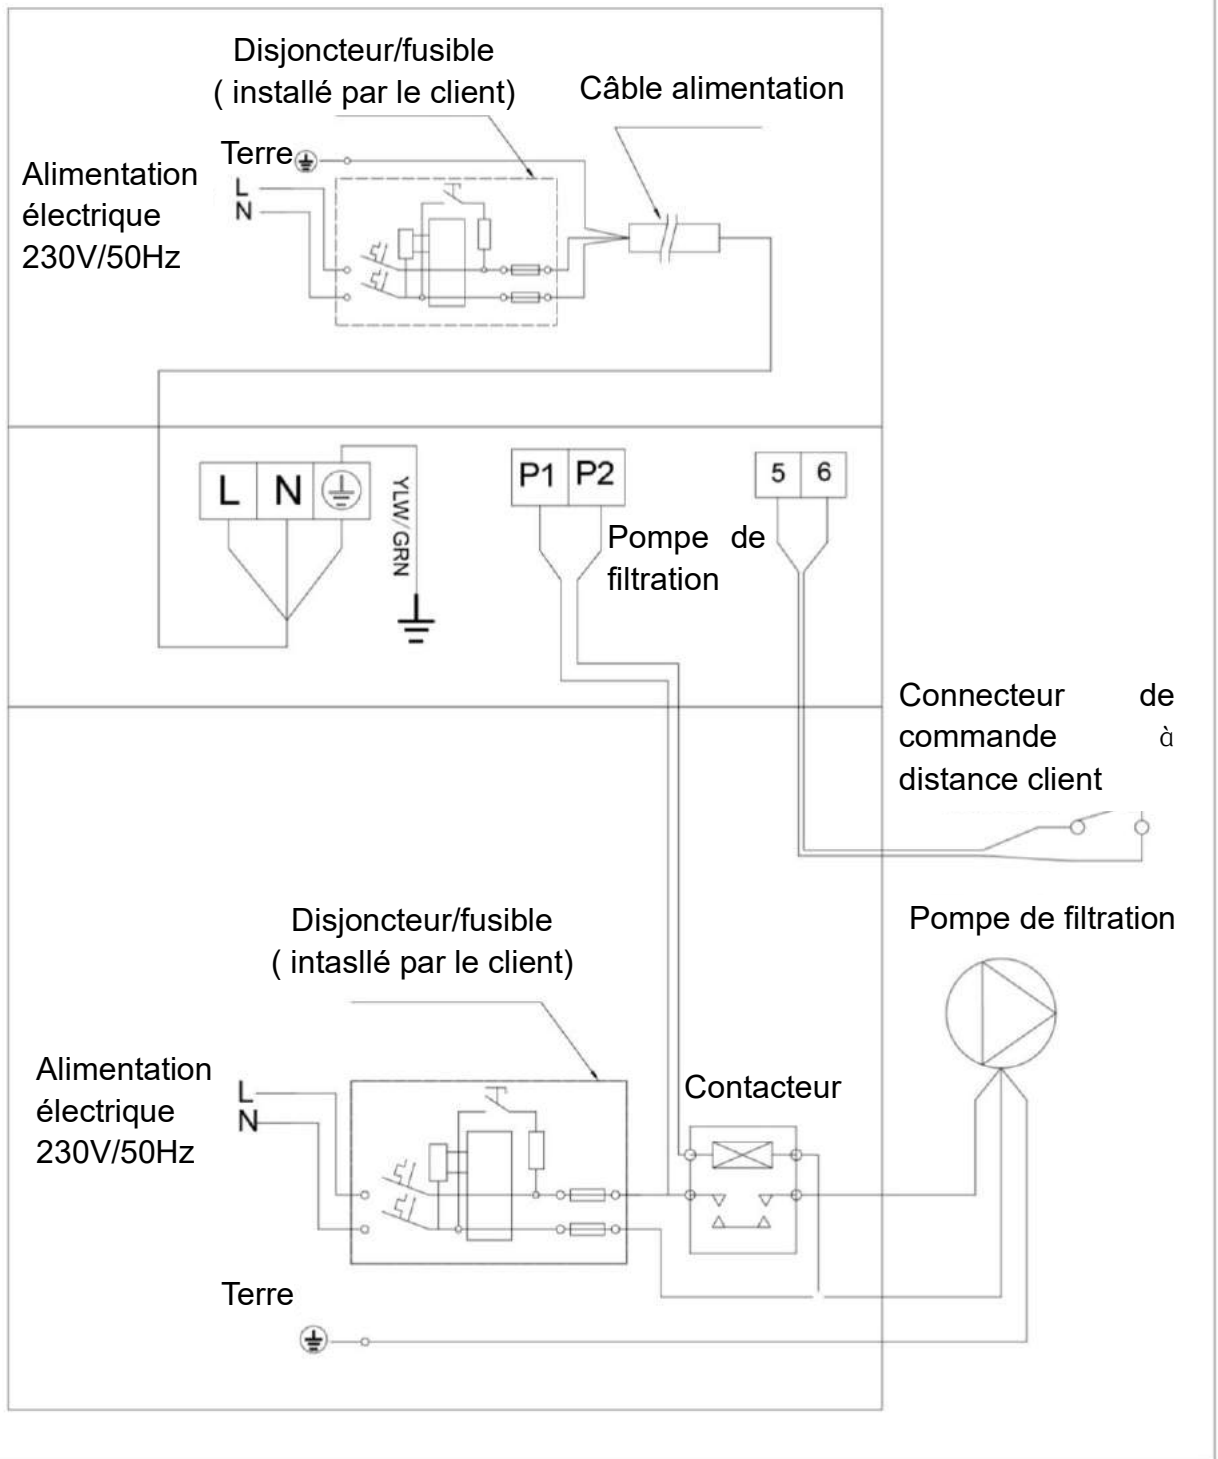 Disjoncteur/fusible
( installé par le client)
Câble alimentation
Terre
Alimentation
électrique
230V/50Hz
L
N
L N
YLW/GRN
P1 P2
5 6
Pompe de
filtration
Connecteur de
commande à
distance client
Disjoncteur/fusible
( intasllé par le client)
Pompe de filtration
Alimentation
électrique
230V/50Hz
L
N
Contacteur
Terre